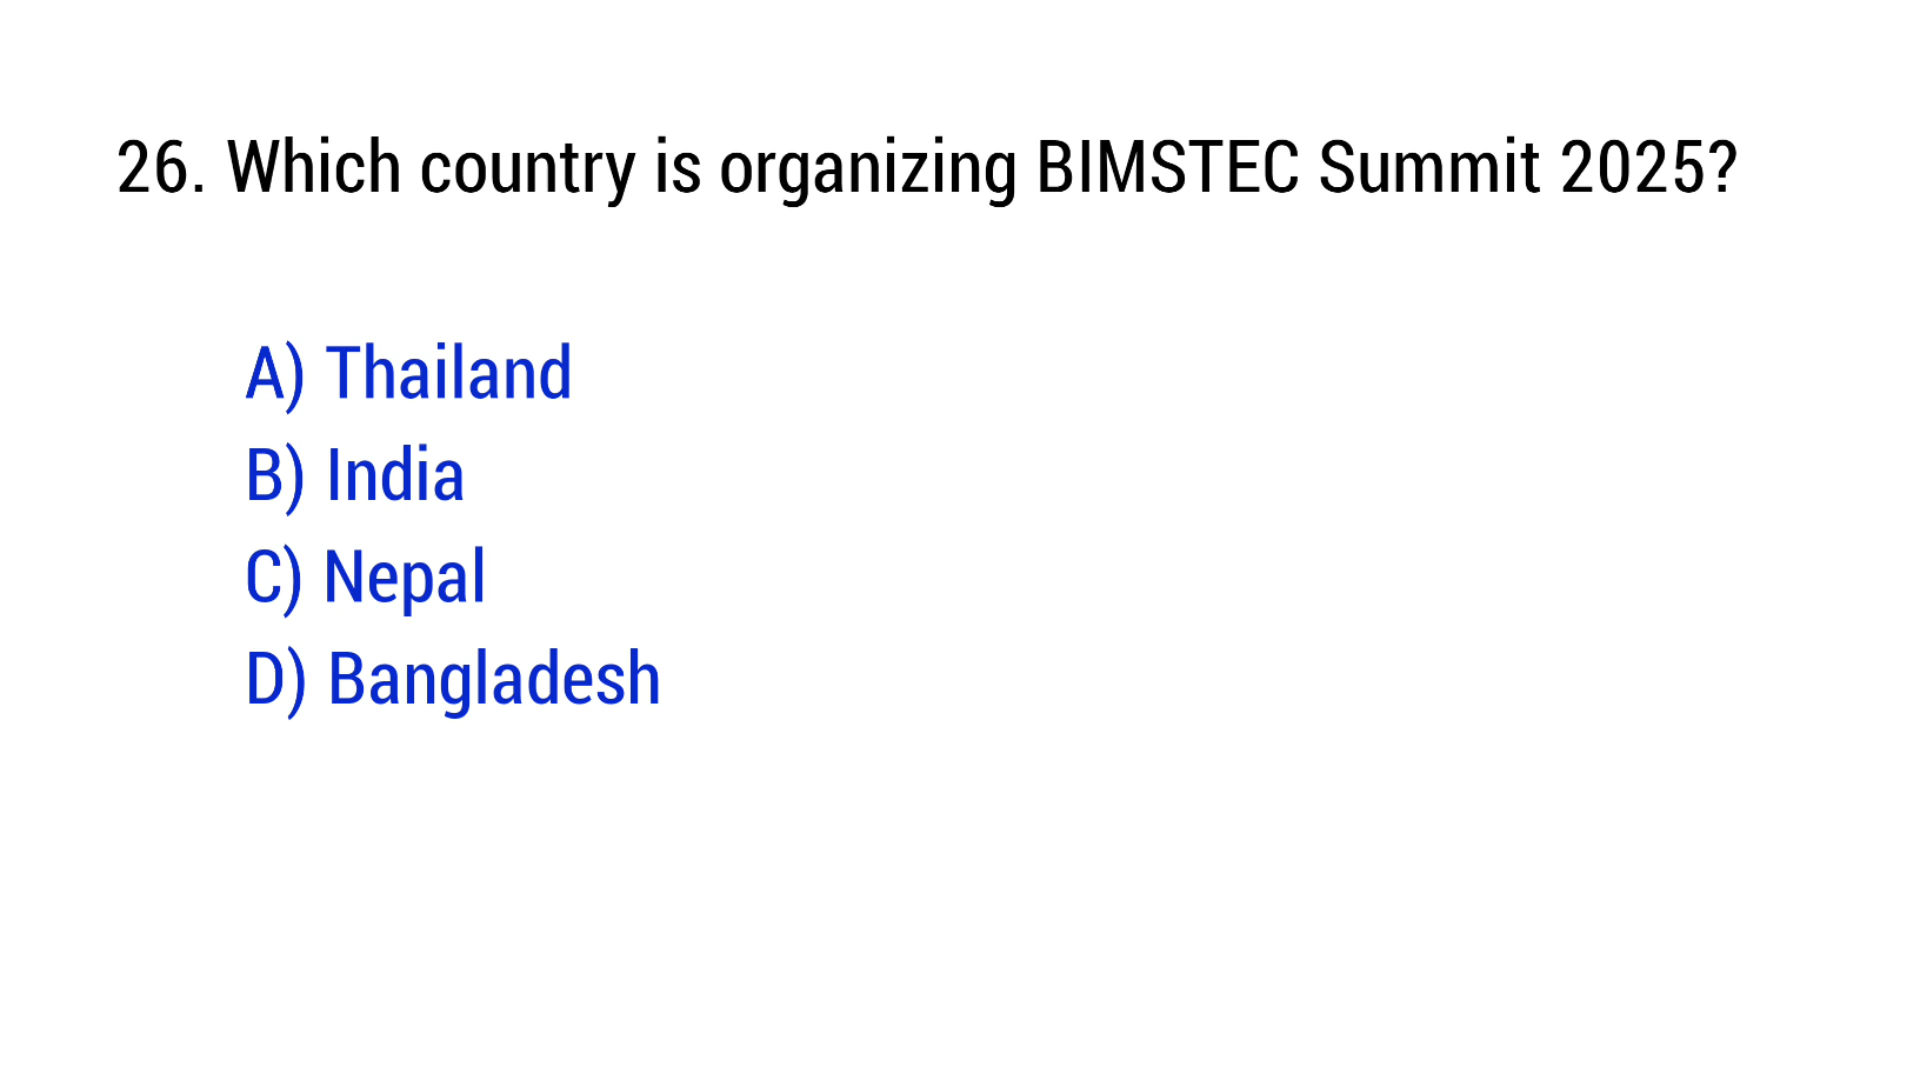 26. Which country is organizing BIMSTEC Summit 2025?
A) Thailand
B) India
C) Nepal
D) Bangladesh